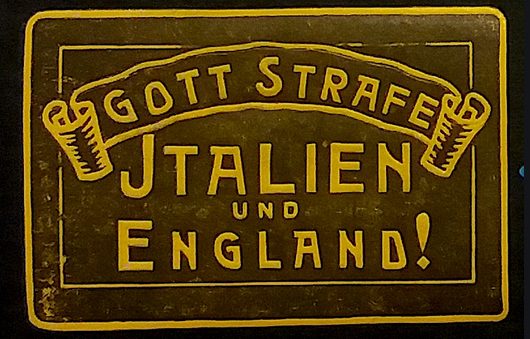 GOTT STRAFE
JTALIEN
UND
ENGLAND!